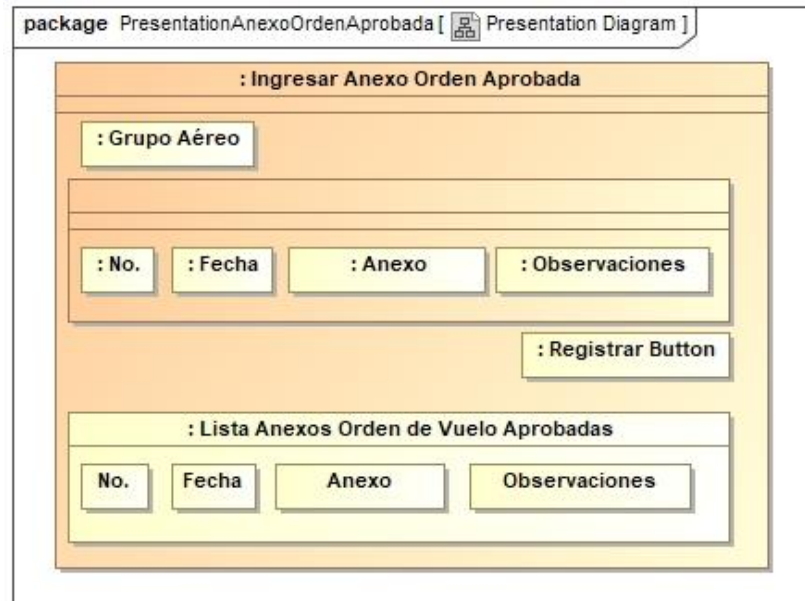 package PresentationAnexoOrdenAprobada [ Presentation Diagram ]
: Ingresar Anexo Orden Aprobada
: Grupo Aéreo
: No. : Fecha : Anexo : Observaciones
: Registrar Button
: Lista Anexos Orden de Vuelo Aprobadas
No. Fecha Anexo Observaciones